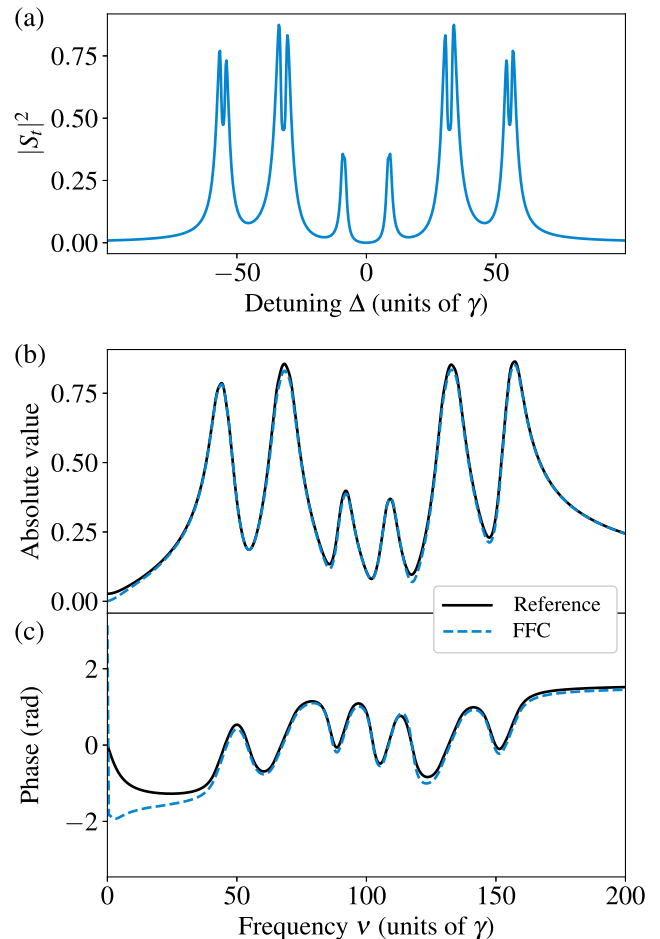 (a)
|S_t|²
0.75
0.50
0.25
0.00
−50
0
50
Detuning Δ (units of γ)
(b)
Absolute value
0.75
0.50
0.25
0.00
Reference
FFC
(c)
Phase (rad)
2
0
−2
0
50
100
150
200
Frequency ν (units of γ)